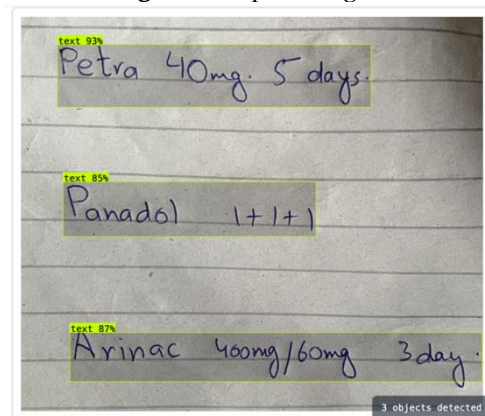 text 93%
Petra 40mg. 5 days.
text 85%
Panadol 1+1+1
text 87%
Arinac 400mg/60mg 3day.
3 objects detected